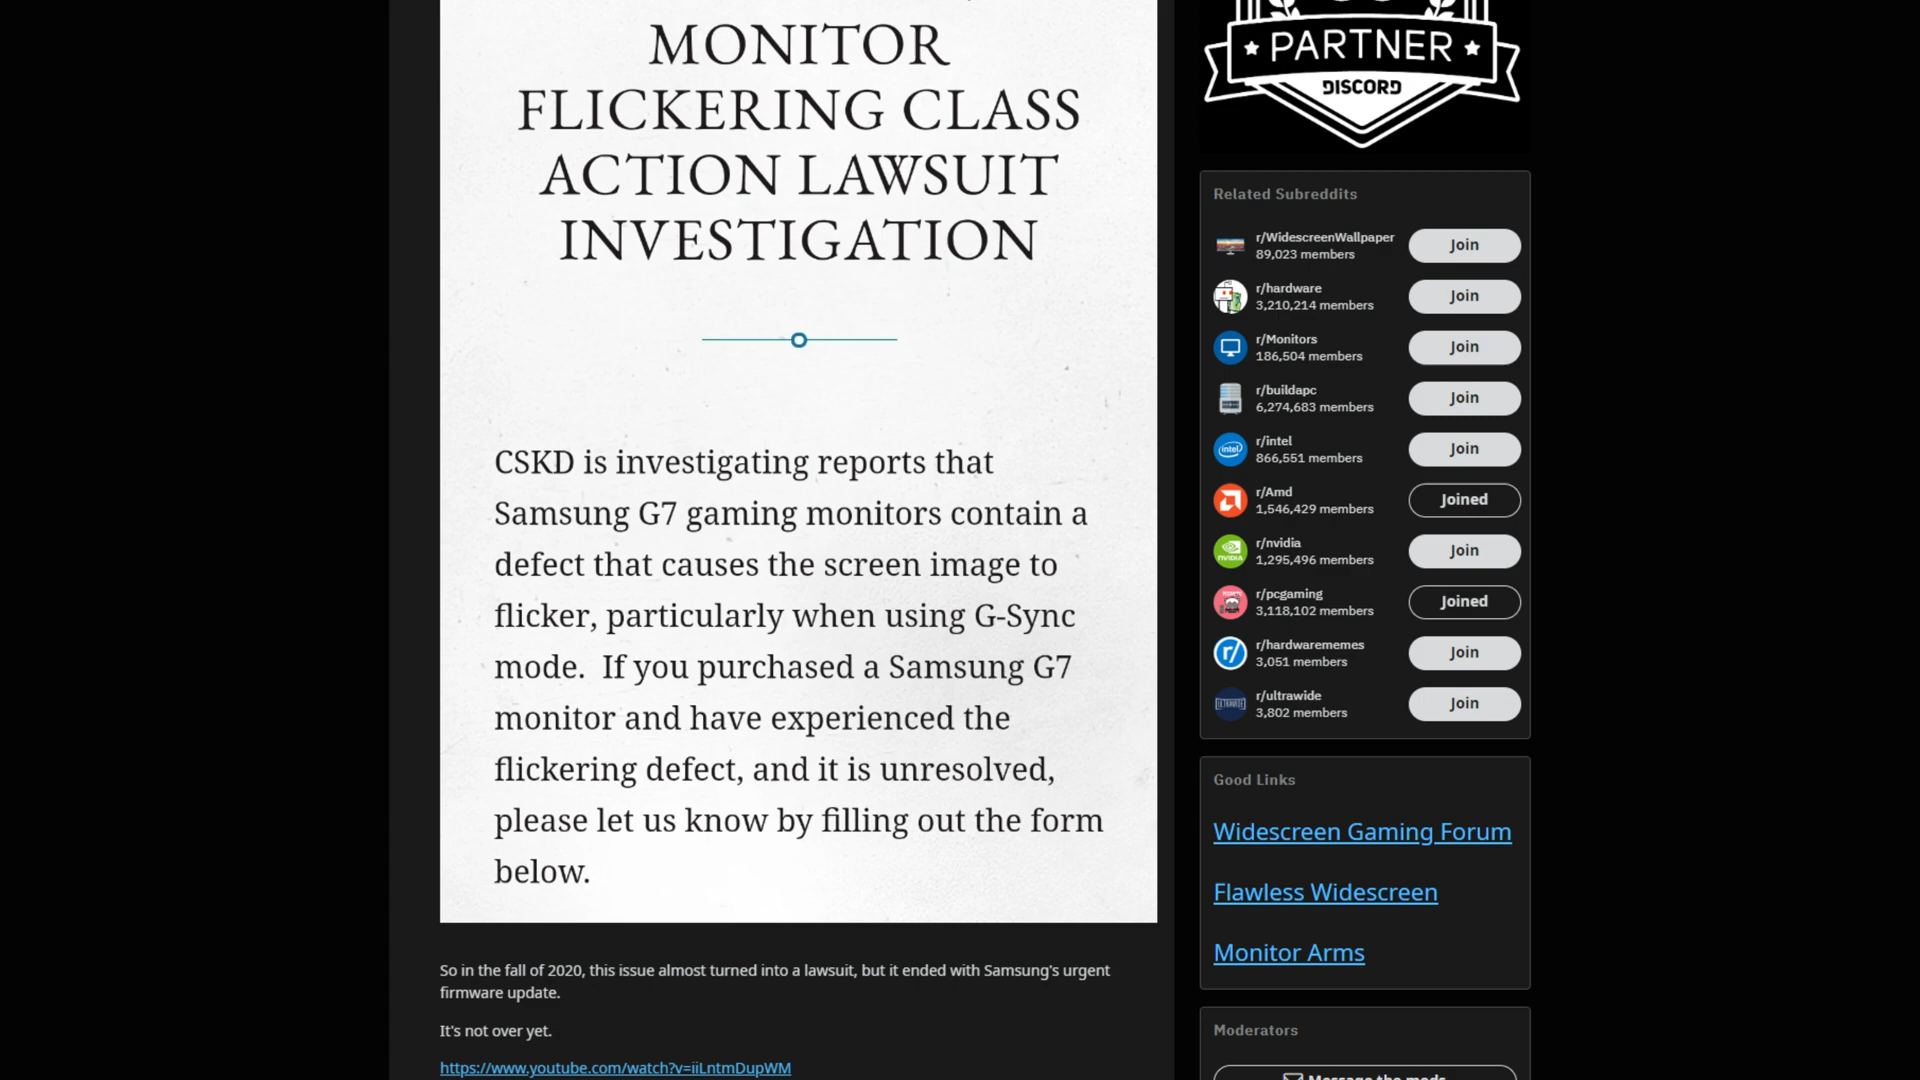 MONITOR
FLICKERING CLASS
ACTION LAWSUIT
INVESTIGATION
CSKD is investigating reports that
Samsung G7 gaming monitors contain a
defect that causes the screen image to
flicker, particularly when using G-Sync
mode.  If you purchased a Samsung G7
monitor and have experienced the
flickering defect, and it is unresolved,
please let us know by filling out the form
below.
So in the fall of 2020, this issue almost turned into a lawsuit, but it ended with Samsung's urgent
firmware update.
It's not over yet.
https://www.youtube.com/watch?v=iiLntmDupWM
PARTNER
DISCORD
Related Subreddits
r/WidescreenWallpaper
89,023 members
Join
r/hardware
3,210,214 members
Join
r/Monitors
186,504 members
Join
r/buildapc
6,274,683 members
Join
intel
r/intel
866,551 members
Join
r/Amd
1,546,429 members
Joined
NVIDIA
r/nvidia
1,295,496 members
Join
r/pcgaming
3,118,102 members
Joined
r/
r/hardwarememes
3,051 members
Join
r/ultrawide
3,802 members
Join
Good Links
Widescreen Gaming Forum
Flawless Widescreen
Monitor Arms
Moderators
Message the mods